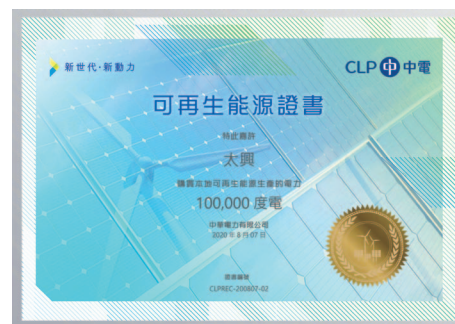 新世代·新動力
CLP 中電
可再生能源證書
特此嘉許
太興
購買本地可再生能源生產的電力
100,000 度電
中華電力有限公司
2020 年 8 月 07 日
證書編號
CLPREC-200807-02